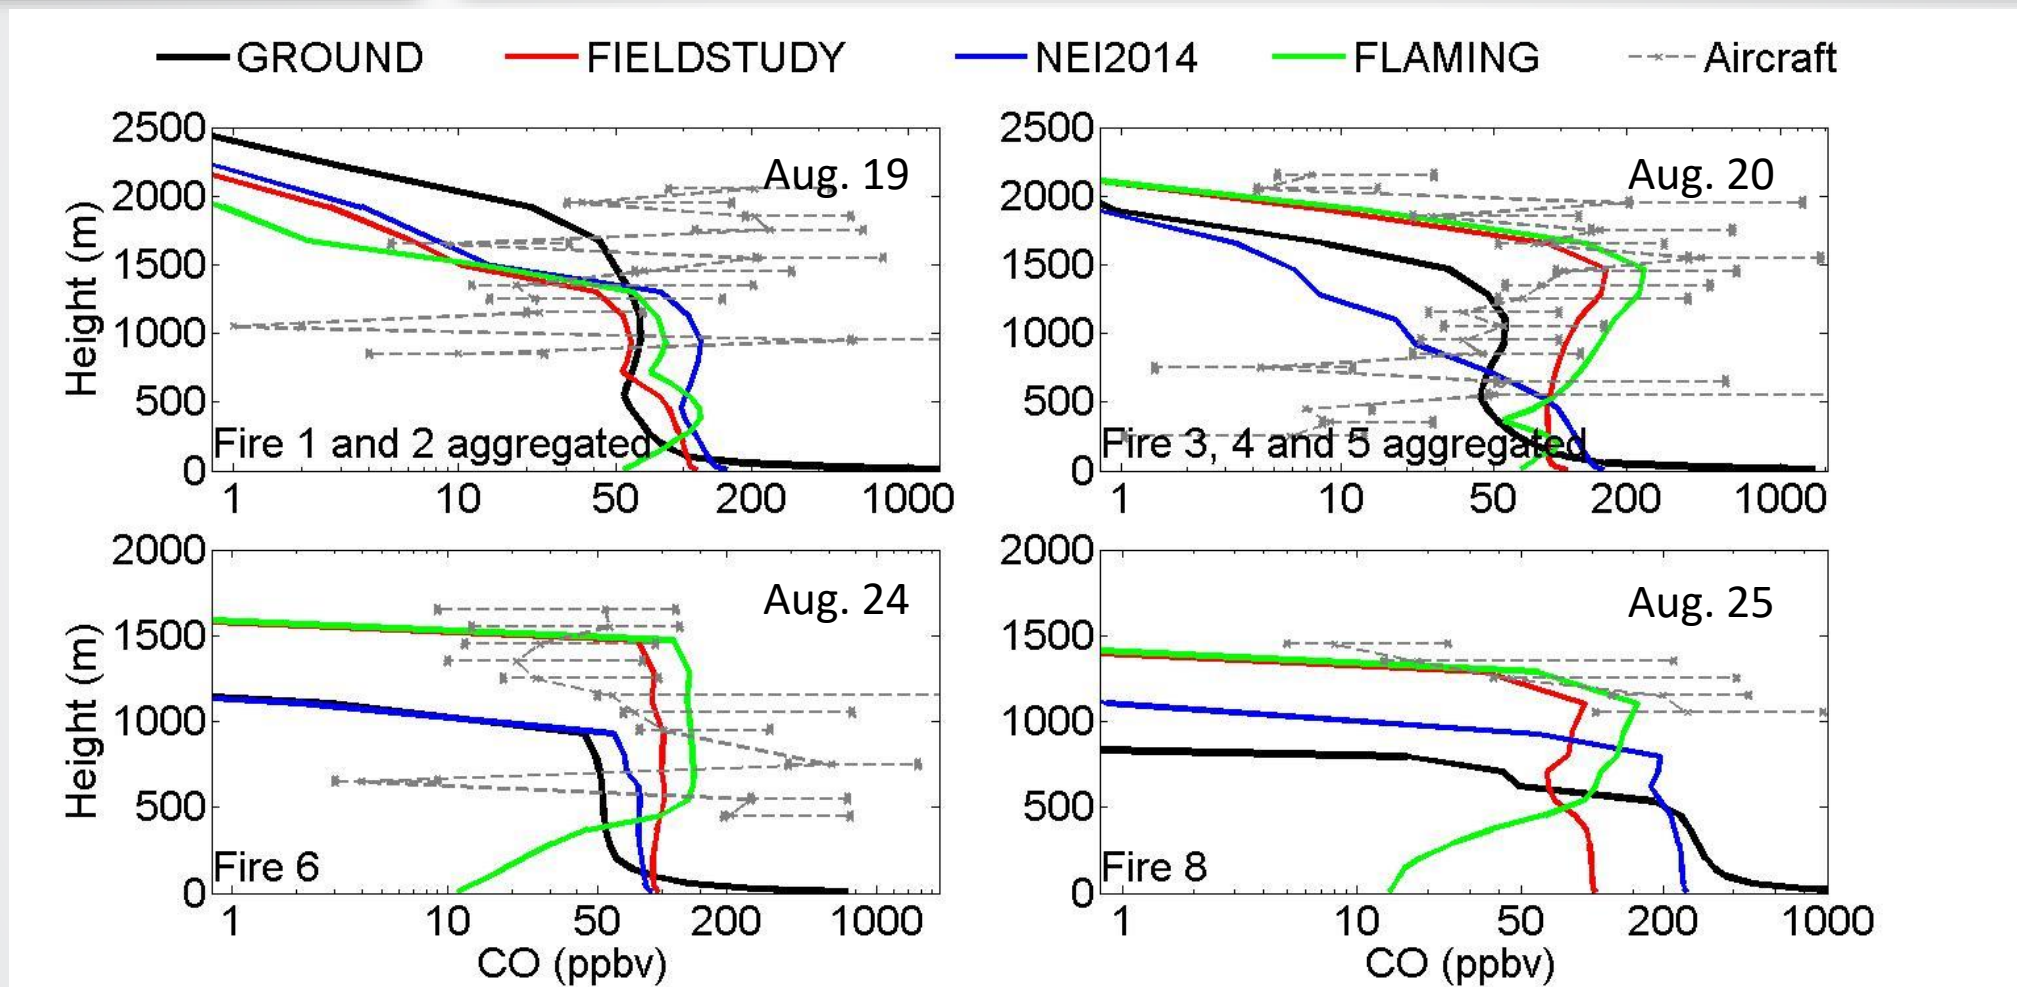 GROUND FIELDSTUDY NEI2014 FLAMING Aircraft
2500
2000
1500
1000
500
0
Height (m)
Aug. 19
Fire 1 and 2 aggregated
1 10 50 200 1000
2500
2000
1500
1000
500
0
Aug. 20
Fire 3, 4 and 5 aggregated
1 10 50 200 1000
2000
1500
1000
500
0
Height (m)
Aug. 24
Fire 6
1 10 50 200 1000
CO (ppbv)
2000
1500
1000
500
0
Aug. 25
Fire 8
1 10 50 200 1000
CO (ppbv)